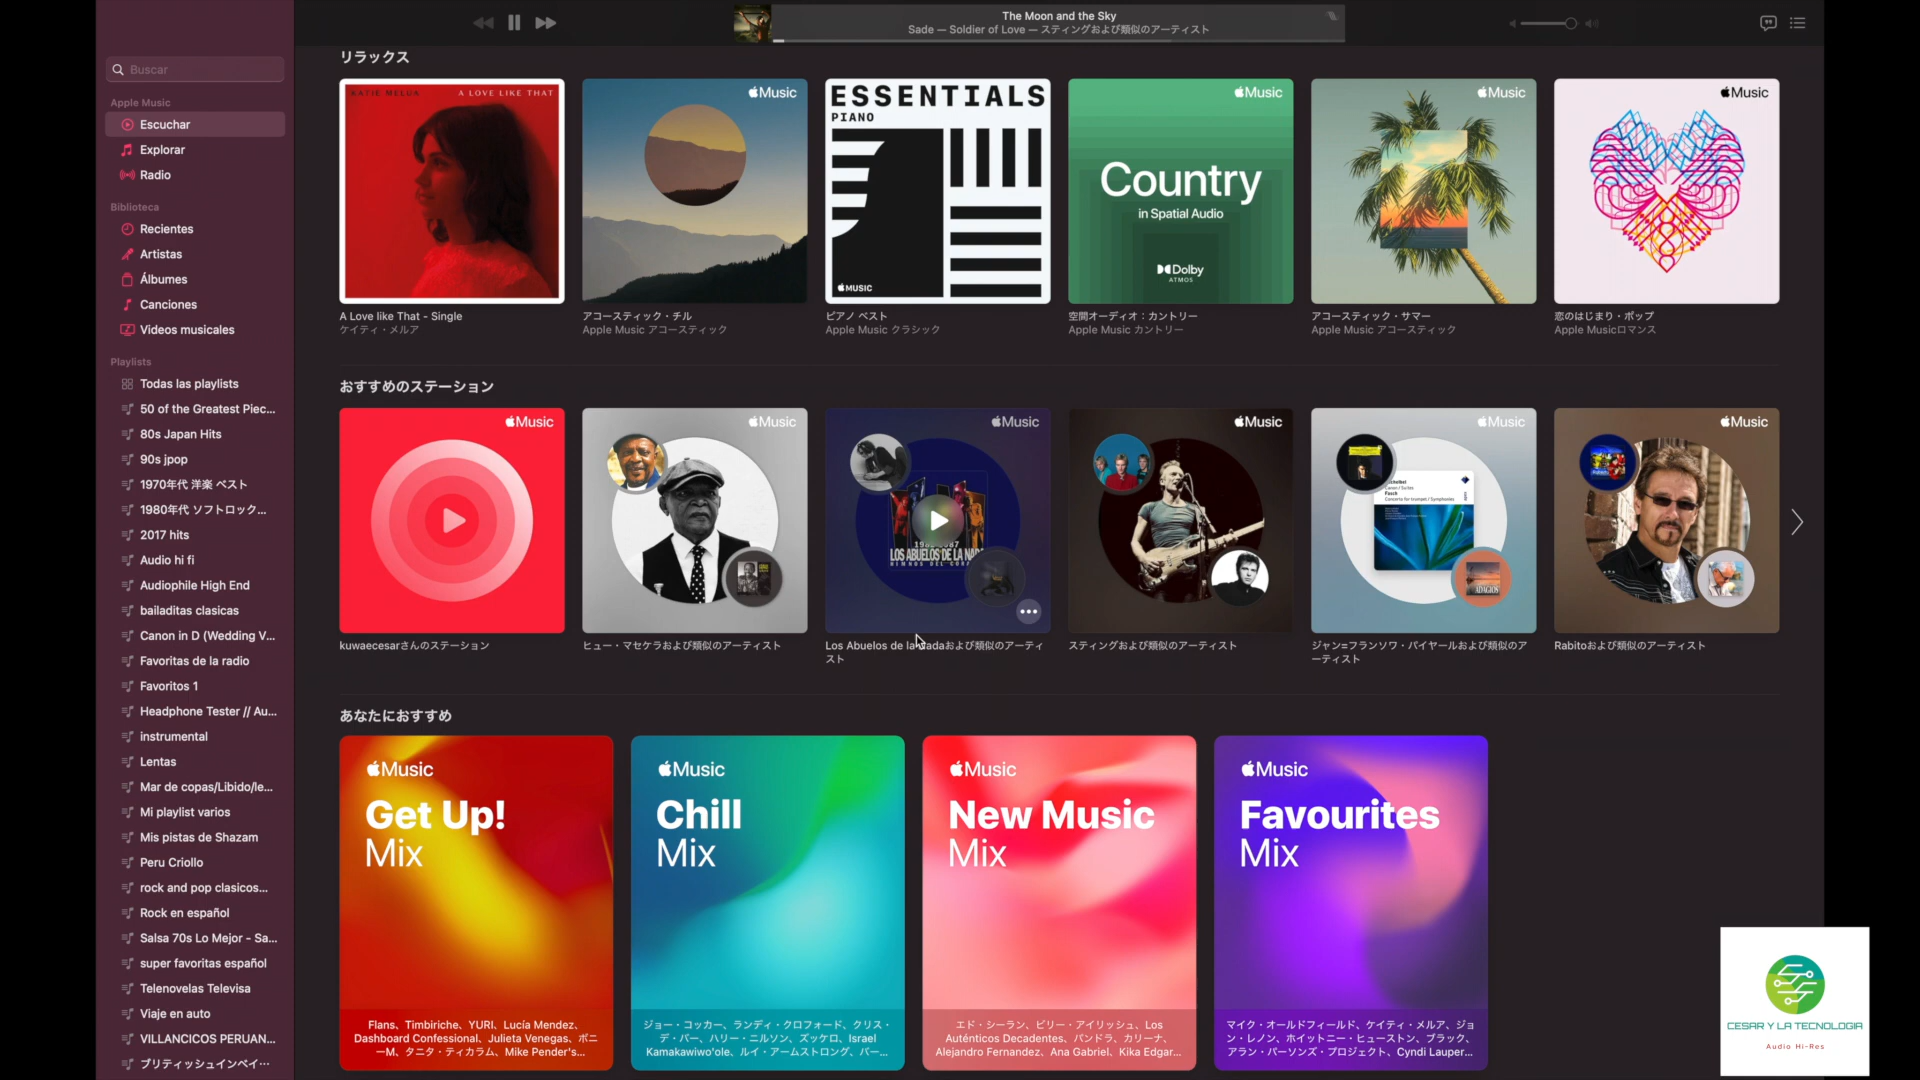 The Moon and the Sky
Sade — Soldier of Love — スティングおよび類似のアーティスト
Buscar
Apple Music
Escuchar
Explorar
Radio
Biblioteca
Recientes
Artistas
Álbumes
Canciones
Videos musicales
Playlists
Todas las playlists
50 of the Greatest Piec...
80s Japan Hits
90s jpop
1970年代 洋楽 ベスト
1980年代 ソフトロック...
2017 hits
Audio hi fi
Audiophile High End
bailaditas clasicas
Canon in D (Wedding V...
Favoritas de la radio
Favoritos 1
Headphone Tester // Au...
instrumental
Lentas
Mar de copas/Libido/le...
Mi playlist varios
Mis pistas de Shazam
Peru Criollo
rock and pop clasicos...
Rock en español
Salsa 70s Lo Mejor - Sa...
super favoritas español
Telenovelas Televisa
Viaje en auto
VILLANCICOS PERUAN...
ブリティッシュインベイ...
リラックス
KATIE MELUA A LOVE LIKE THAT
Music
ESSENTIALS
PIANO
MUSIC
Music
Country
in Spatial Audio
Dolby
ATMOS
Music
Music
A Love like That - Single
ケイティ・メルア
アコースティック・チル
Apple Music アコースティック
ピアノ ベスト
Apple Music クラシック
空間オーディオ：カントリー
Apple Music カントリー
アコースティック・サマー
Apple Music アコースティック
恋のはじまり・ポップ
Apple Musicロマンス
おすすめのステーション
Music
Music
Music
LOS ABUELOS DE LA NADA
Music
Music
ADAGIOS
Music
kuwaecesarさんのステーション
ヒュー・マセケラおよび類似のアーティスト
Los Abuelos de la Nadaおよび類似のアーティ
スト
スティングおよび類似のアーティスト
ジャン=フランソワ・パイヤールおよび類似のア
ーティスト
Rabitoおよび類似のアーティスト
あなたにおすすめ
Music
Get Up!
Mix
Flans、Timbiriche、YURI、Lucía Mendez、
Dashboard Confessional、Julieta Venegas、ボニ
ーM、タニタ・ティカラム、Mike Pender's...
Music
Chill
Mix
ジョー・コッカー、ランディ・クロフォード、クリス・
デ・バー、ハリー・ニルソン、ズッケロ、Israel
Kamakawiwo'ole、ルイ・アームストロング、バー...
Music
New Music
Mix
エド・シーラン、ビリー・アイリッシュ、Los
Auténticos Decadentes、パンドラ、カリーナ、
Alejandro Fernandez、Ana Gabriel、Kika Edgar...
Music
Favourites
Mix
マイク・オールドフィールド、ケイティ・メルア、ジョ
ン・レノン、ホイットニー・ヒューストン、ブラック、
アラン・パーソンズ・プロジェクト、Cyndi Lauper...
CESAR Y LA TECNOLOGIA
Audio Hi-Res